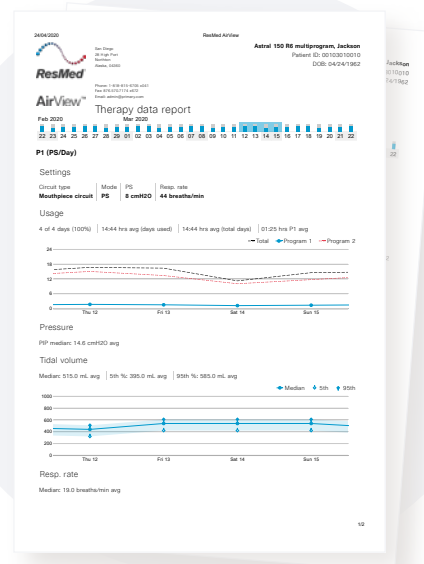 24/04/2020 ResMed AirView
Astral 150 R6 multiprogram, Jackson
Patient ID: 00103010010
DOB: 04/24/1962
San Diego
ResMed
AirView™
Therapy data report
Feb 2020 Mar 2020
22 23 24 25 26 27 28 29 01 02 03 04 05 06 07 08 09 10 11 12 13 14 15 16 17 18 19 20 21 22
P1 (PS/Day)
Settings
Circuit type Mode PS Resp. rate
Mouthpiece circuit PS 8 cmH2O 44 breaths/min
Usage
4 of 4 days (100%) 14:44 hrs avg (days used) 14:44 hrs avg (total days) 01:25 hrs P1 avg
Total Program 1 Program 2
24
18
12
6
0
Thu 12 Fri 13 Sat 14 Sun 15
Pressure
PIP median: 14.6 cmH2O avg
Tidal volume
Median: 515.0 mL avg 5th %: 395.0 mL avg 95th %: 585.0 mL avg
Median 5th 95th
1000
800
600
400
200
0
Thu 12 Fri 13 Sat 14 Sun 15
Resp. rate
Median: 19.0 breaths/min avg
1/2
Jackson
10010
/1962
22